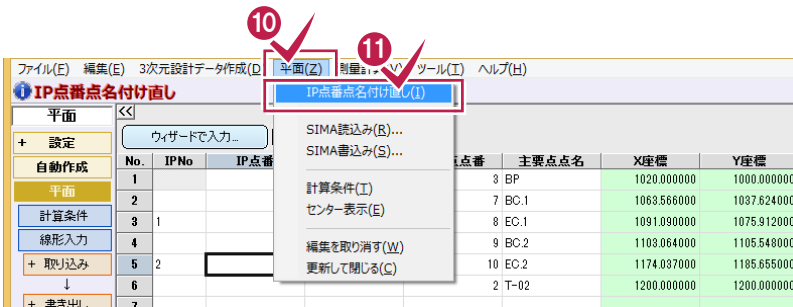 ⑩
⑪
ファイル(F) 編集(E) 3次元設計データ作成(D 平面(Z) ツール(T) ヘルプ(H)
IP点番点名付け直し
IP点番点名付け直し(I)
平面
<<
+ 設定
ウィザードで入力...
SIMA読込み(R)...
SIMA書込み(S)...
自動作成
No. IPNo IP点番 点番 主要点点名 X座標 Y座標
平面
1 3 BP 1020.000000 1000.000000
計算条件
計算条件(T)
2 7 BC.1 1063.566000 1037.624000
センター表示(E)
3 1 8 EC.1 1091.090000 1075.912000
線形入力
4 9 BC.2 1103.064000 1105.548000
編集を取り消す(W)
+ 取り込み
5 2 10 EC.2 1174.037000 1185.655000
更新して閉じる(C)
↓
6 2 T-02 1200.000000 1200.000000
+ 書き出し
7